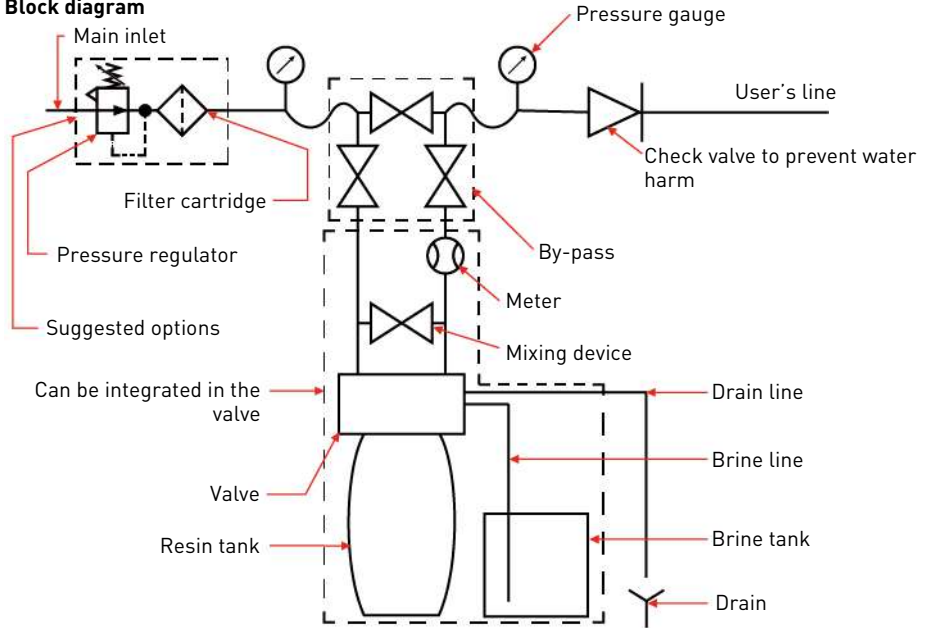 Block diagram
Main inlet
Pressure gauge
User's line
Check valve to prevent water
harm
Filter cartridge
Pressure regulator
By-pass
Meter
Suggested options
Mixing device
Can be integrated in the
valve
Drain line
Brine line
Valve
Resin tank
Brine tank
Drain